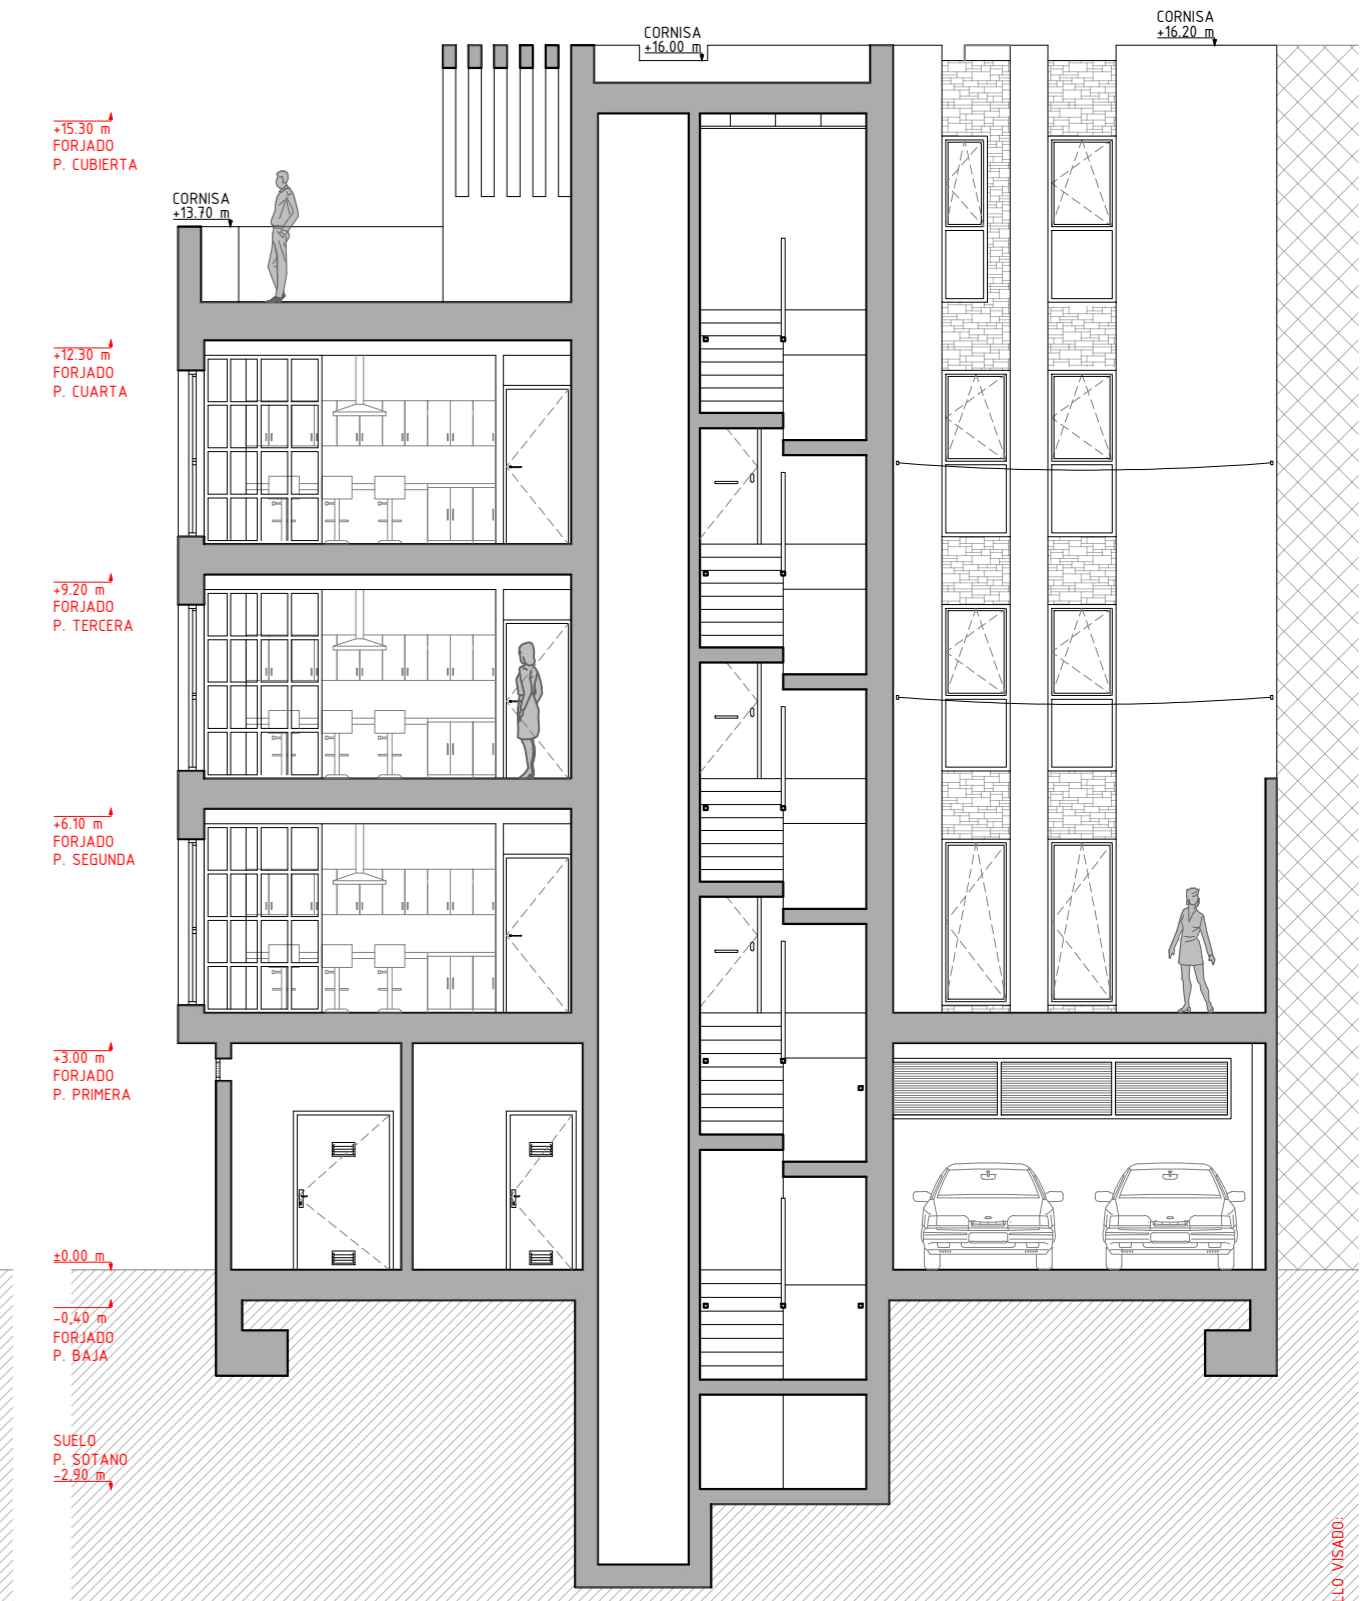 CORNISA
+16.20 m
CORNISA
+16.00 m
+15.30 m
FORJADO
P. CUBIERTA
CORNISA
+13.70 m
+12.30 m
FORJADO
P. CUARTA
+9.20 m
FORJADO
P. TERCERA
+6.10 m
FORJADO
P. SEGUNDA
+3.00 m
FORJADO
P. PRIMERA
±0.00 m
-0,40 m
FORJADO
P. BAJA
SUELO
P. SOTANO
-2,90 m
LLO VISADO: